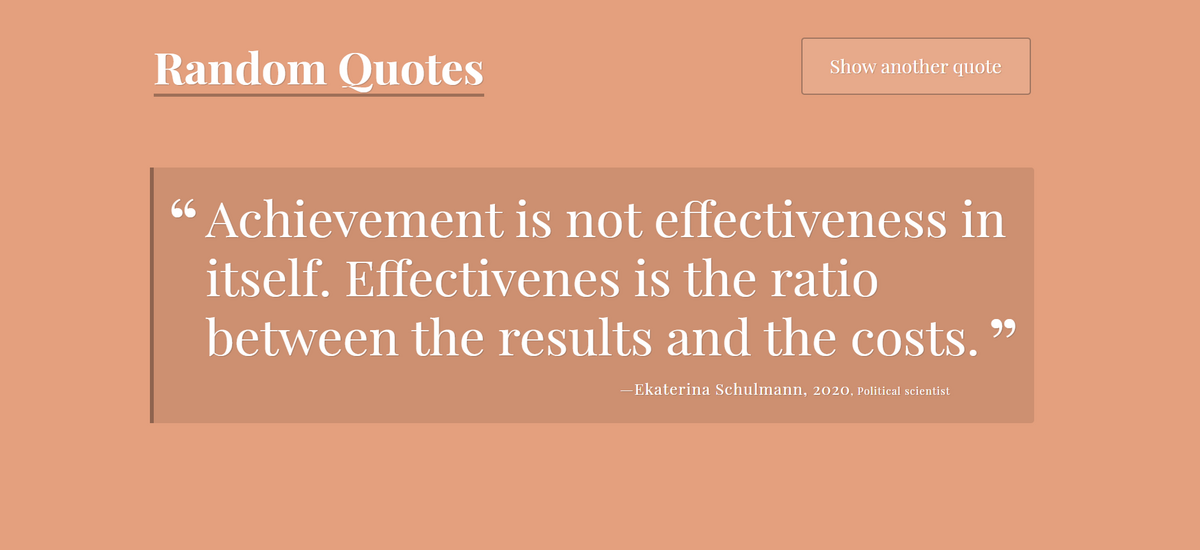 Random Quotes
Show another quote
“Achievement is not effectiveness in
itself. Effectivenes is the ratio
between the results and the costs.”
—Ekaterina Schulmann, 2020, Political scientist